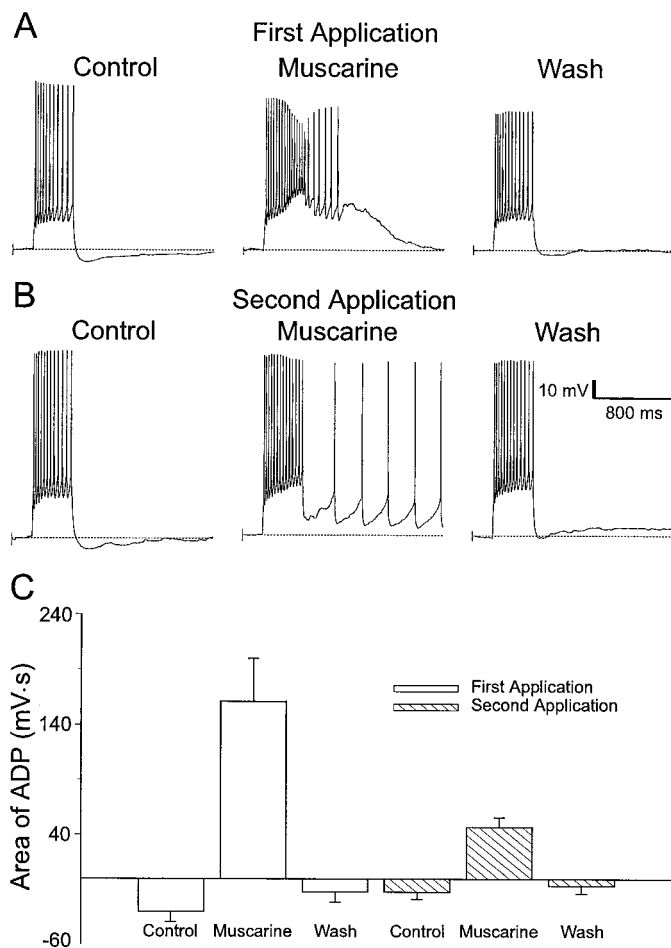 A
First Application
Control Muscarine Wash
B
Second Application
Control Muscarine Wash
10 mV
800 ms
C
240
140
40
-60
Area of ADP (mV·s)
First Application
Second Application
Control Muscarine Wash Control Muscarine Wash